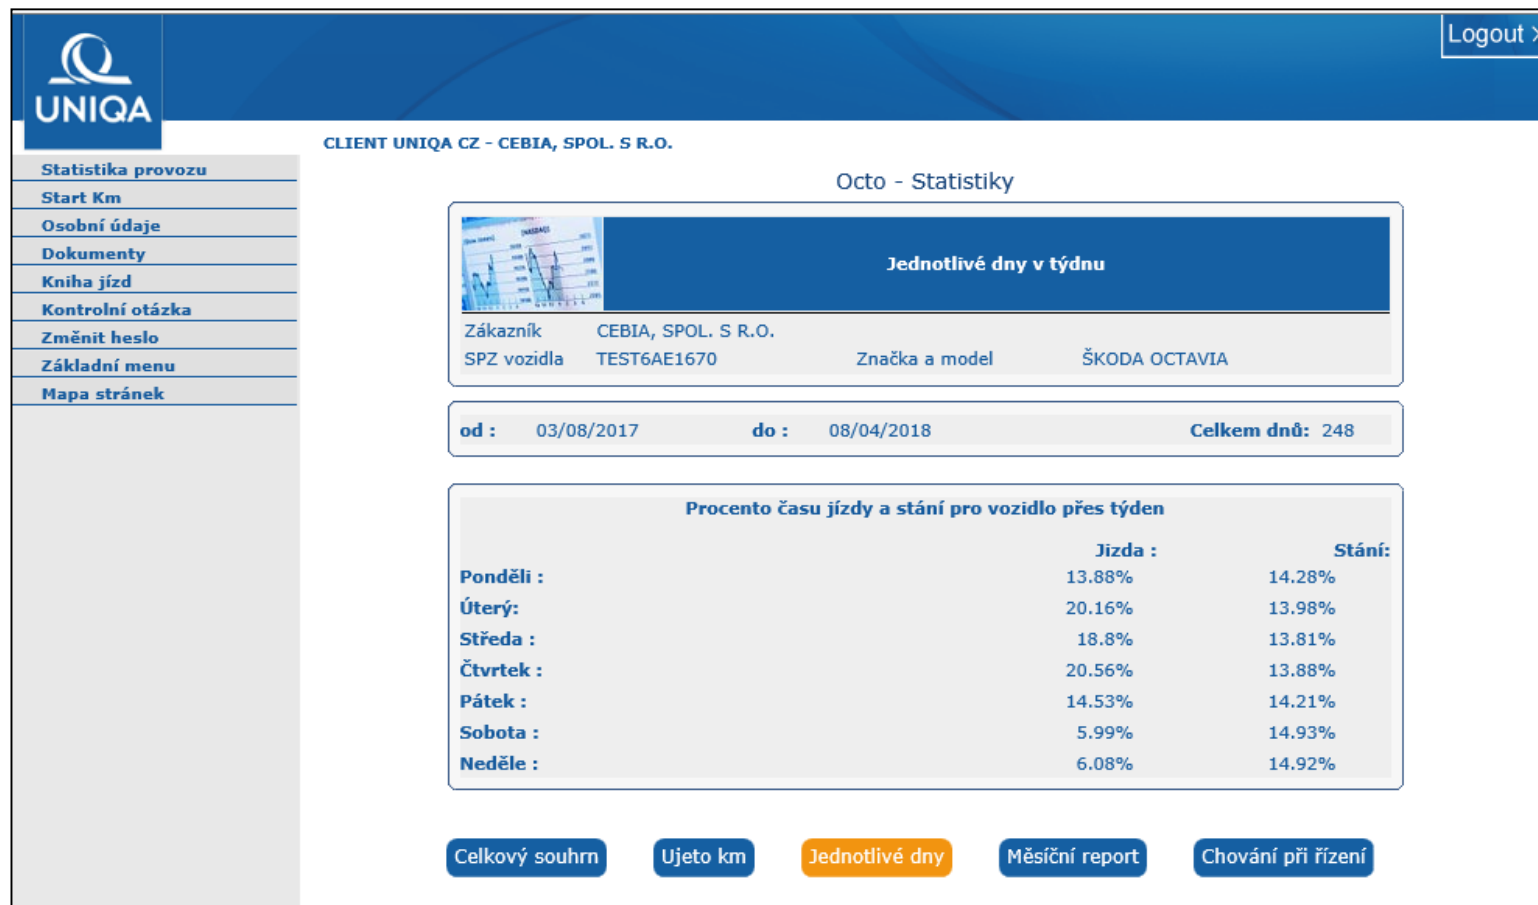 UNIQA
Logout
CLIENT UNIQA CZ - CEBIA, SPOL. S R.O.
Statistika provozu
Start Km
Osobní údaje
Dokumenty
Kniha jízd
Kontrolní otázka
Změnit heslo
Základní menu
Mapa stránek
Octo - Statistiky
[NASDAQ]
Jednotlivé dny v týdnu
Zákazník CEBIA, SPOL. S R.O.
SPZ vozidla TEST6AE1670 Značka a model ŠKODA OCTAVIA
od : 03/08/2017 do : 08/04/2018 Celkem dnů: 248
Procento času jízdy a stání pro vozidlo přes týden
Jizda : Stání:
Ponděli : 13.88% 14.28%
Úterý: 20.16% 13.98%
Středa : 18.8% 13.81%
Čtvrtek : 20.56% 13.88%
Pátek : 14.53% 14.21%
Sobota : 5.99% 14.93%
Neděle : 6.08% 14.92%
Celkový souhrn Ujeto km Jednotlivé dny Měsíční report Chování při řízení